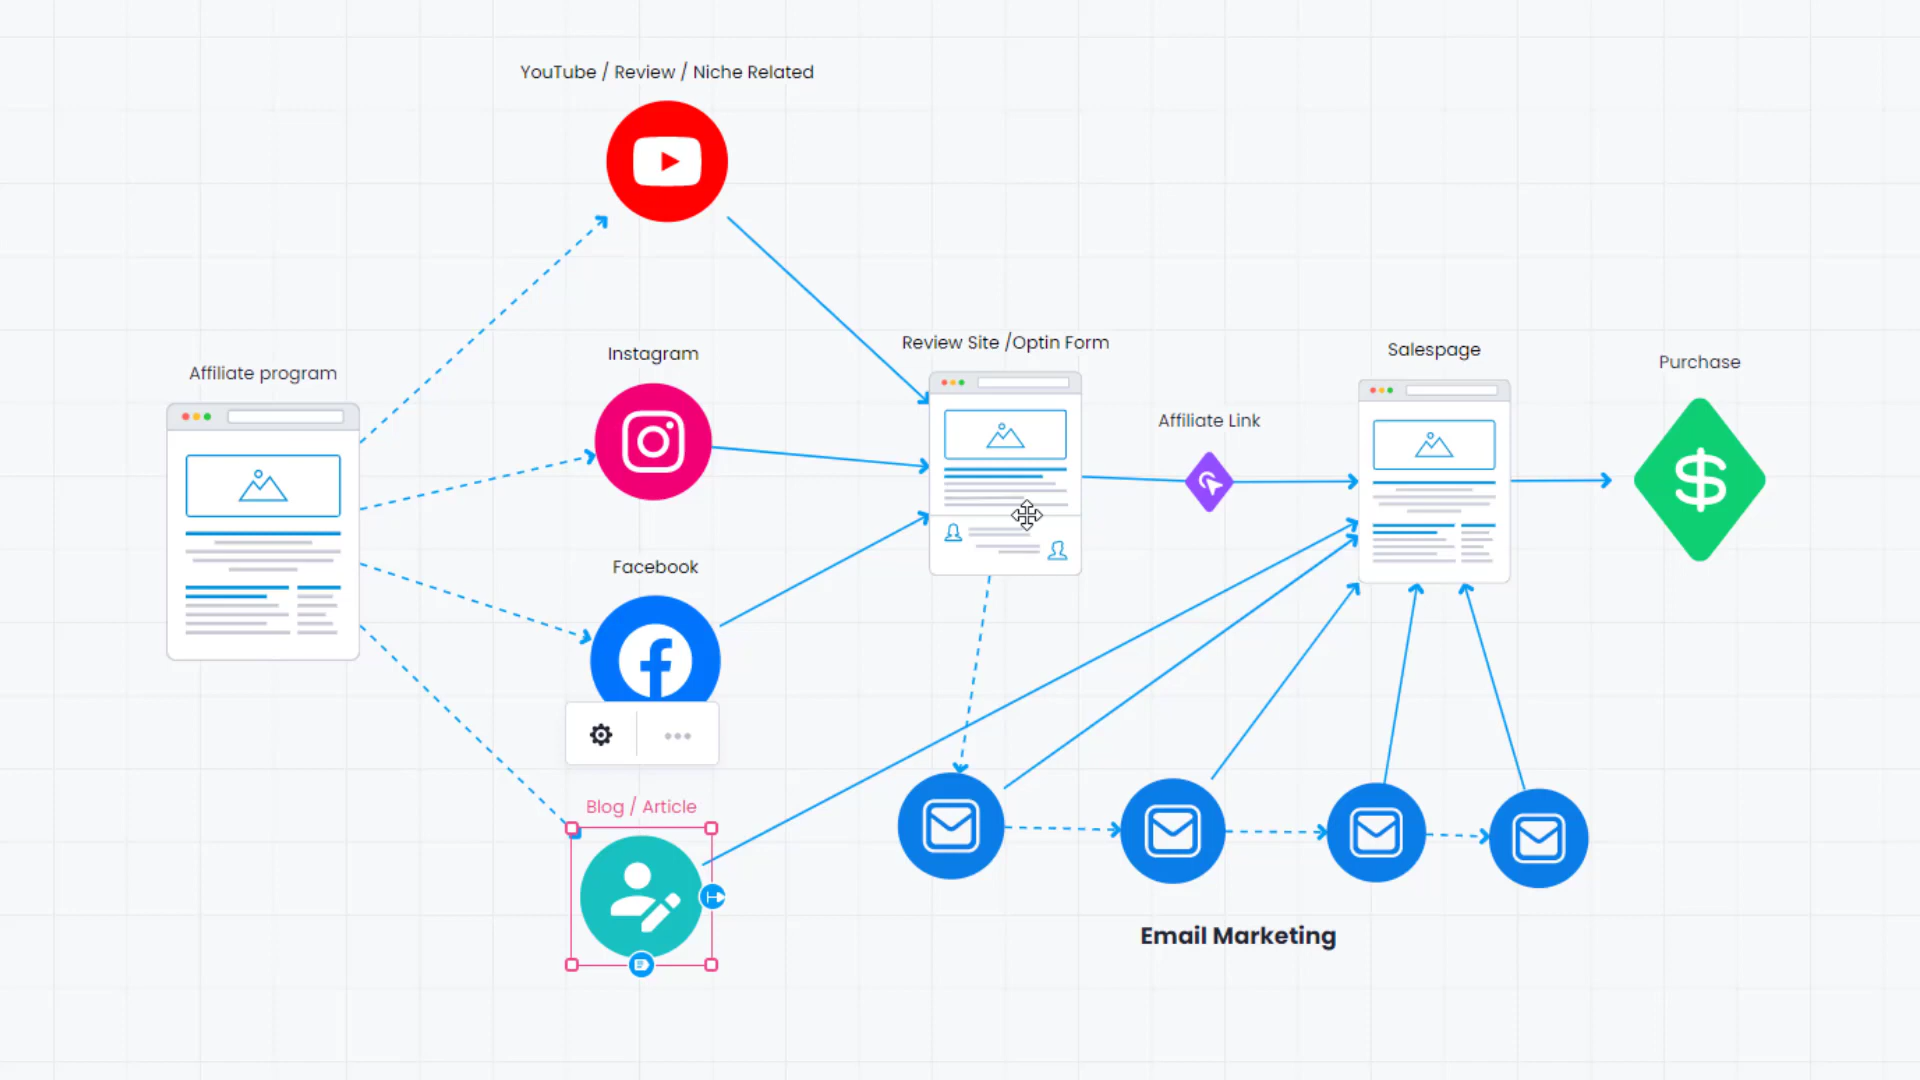 YouTube / Review / Niche Related
Instagram
Review Site /Optin Form
Salespage
Purchase
Affiliate program
Affiliate Link
Facebook
Blog / Article
Email Marketing